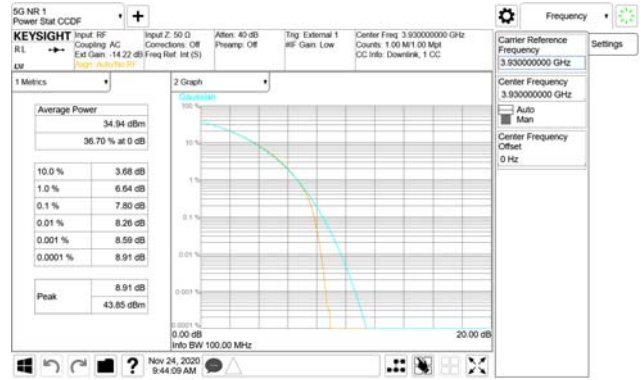 5G NR 1
Power Stat CCDF
KEYSIGHT
RL
Input: RF
Coupling: AC
Ext Gain: -14.22 dB
Align: Auto/No RF
Input Z: 50 Ω
Corrections: Off
Freq Ref: Int (S)
Atten: 40 dB
Preamp: Off
Trig: External 1
#IF Gain: Low
Center Freq: 3.930000000 GHz
Counts: 1.00 M/1.00 Mpt
CC Info: Downlink, 1 CC
1 Metrics
Average Power
34.94 dBm
36.70 % at 0 dB
10.0 % 3.68 dB
1.0 % 6.64 dB
0.1 % 7.80 dB
0.01 % 8.26 dB
0.001 % 8.59 dB
0.0001 % 8.91 dB
Peak
8.91 dB
43.85 dBm
2 Graph
Gaussian
100 %
10 %
1 %
0.1 %
0.01 %
0.001 %
0.0001 %
0.00 dB
20.00 dB
Info BW 100.00 MHz
Frequency
Settings
Carrier Reference
Frequency
3.930000000 GHz
Center Frequency
3.930000000 GHz
Auto
Man
Center Frequency
Offset
0 Hz
?
Nov 24, 2020
9:44:09 AM